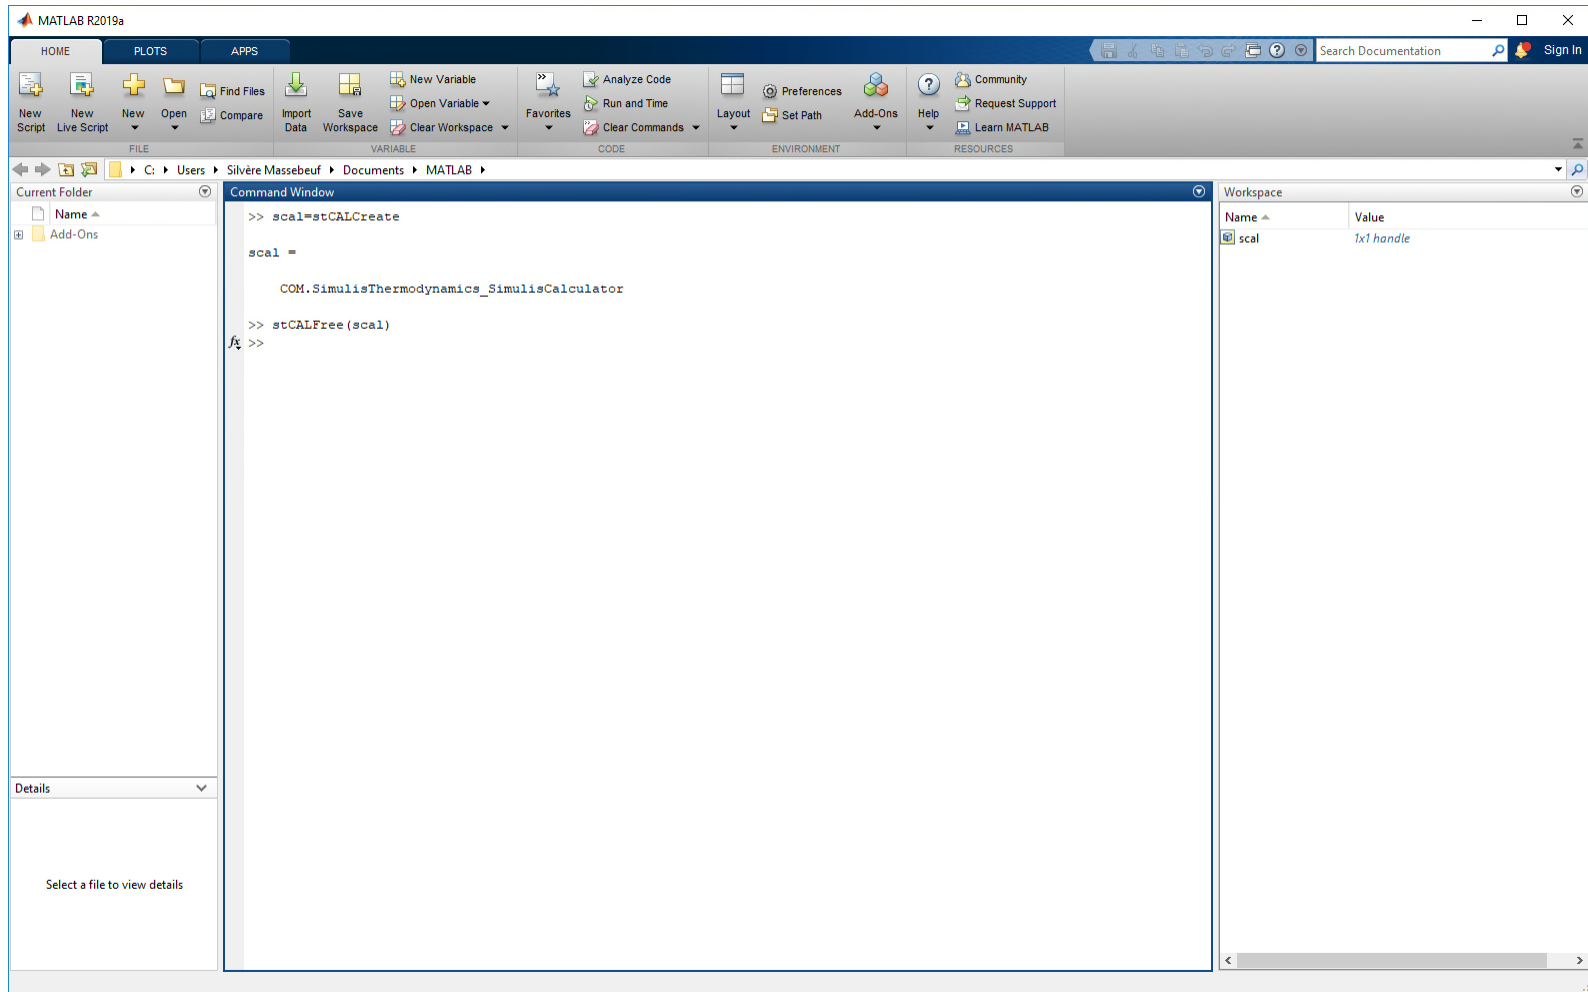 MATLAB R2019a
HOME PLOTS APPS
Search Documentation
Sign In
New Script
New Live Script
New
Open
Find Files
Compare
FILE
Import Data
Save Workspace
New Variable
Open Variable
Clear Workspace
VARIABLE
Favorites
Analyze Code
Run and Time
Clear Commands
CODE
Layout
Preferences
Set Path
Add-Ons
ENVIRONMENT
Help
Community
Request Support
Learn MATLAB
RESOURCES
C: Users Silvère Massebeuf Documents MATLAB
Current Folder
Name
Add-Ons
Details
Select a file to view details
Command Window
>> scal=stCALCreate
scal =
COM.SimulisThermodynamics_SimulisCalculator
>> stCALFree(scal)
fx >>
Workspace
Name Value
scal 1x1 handle